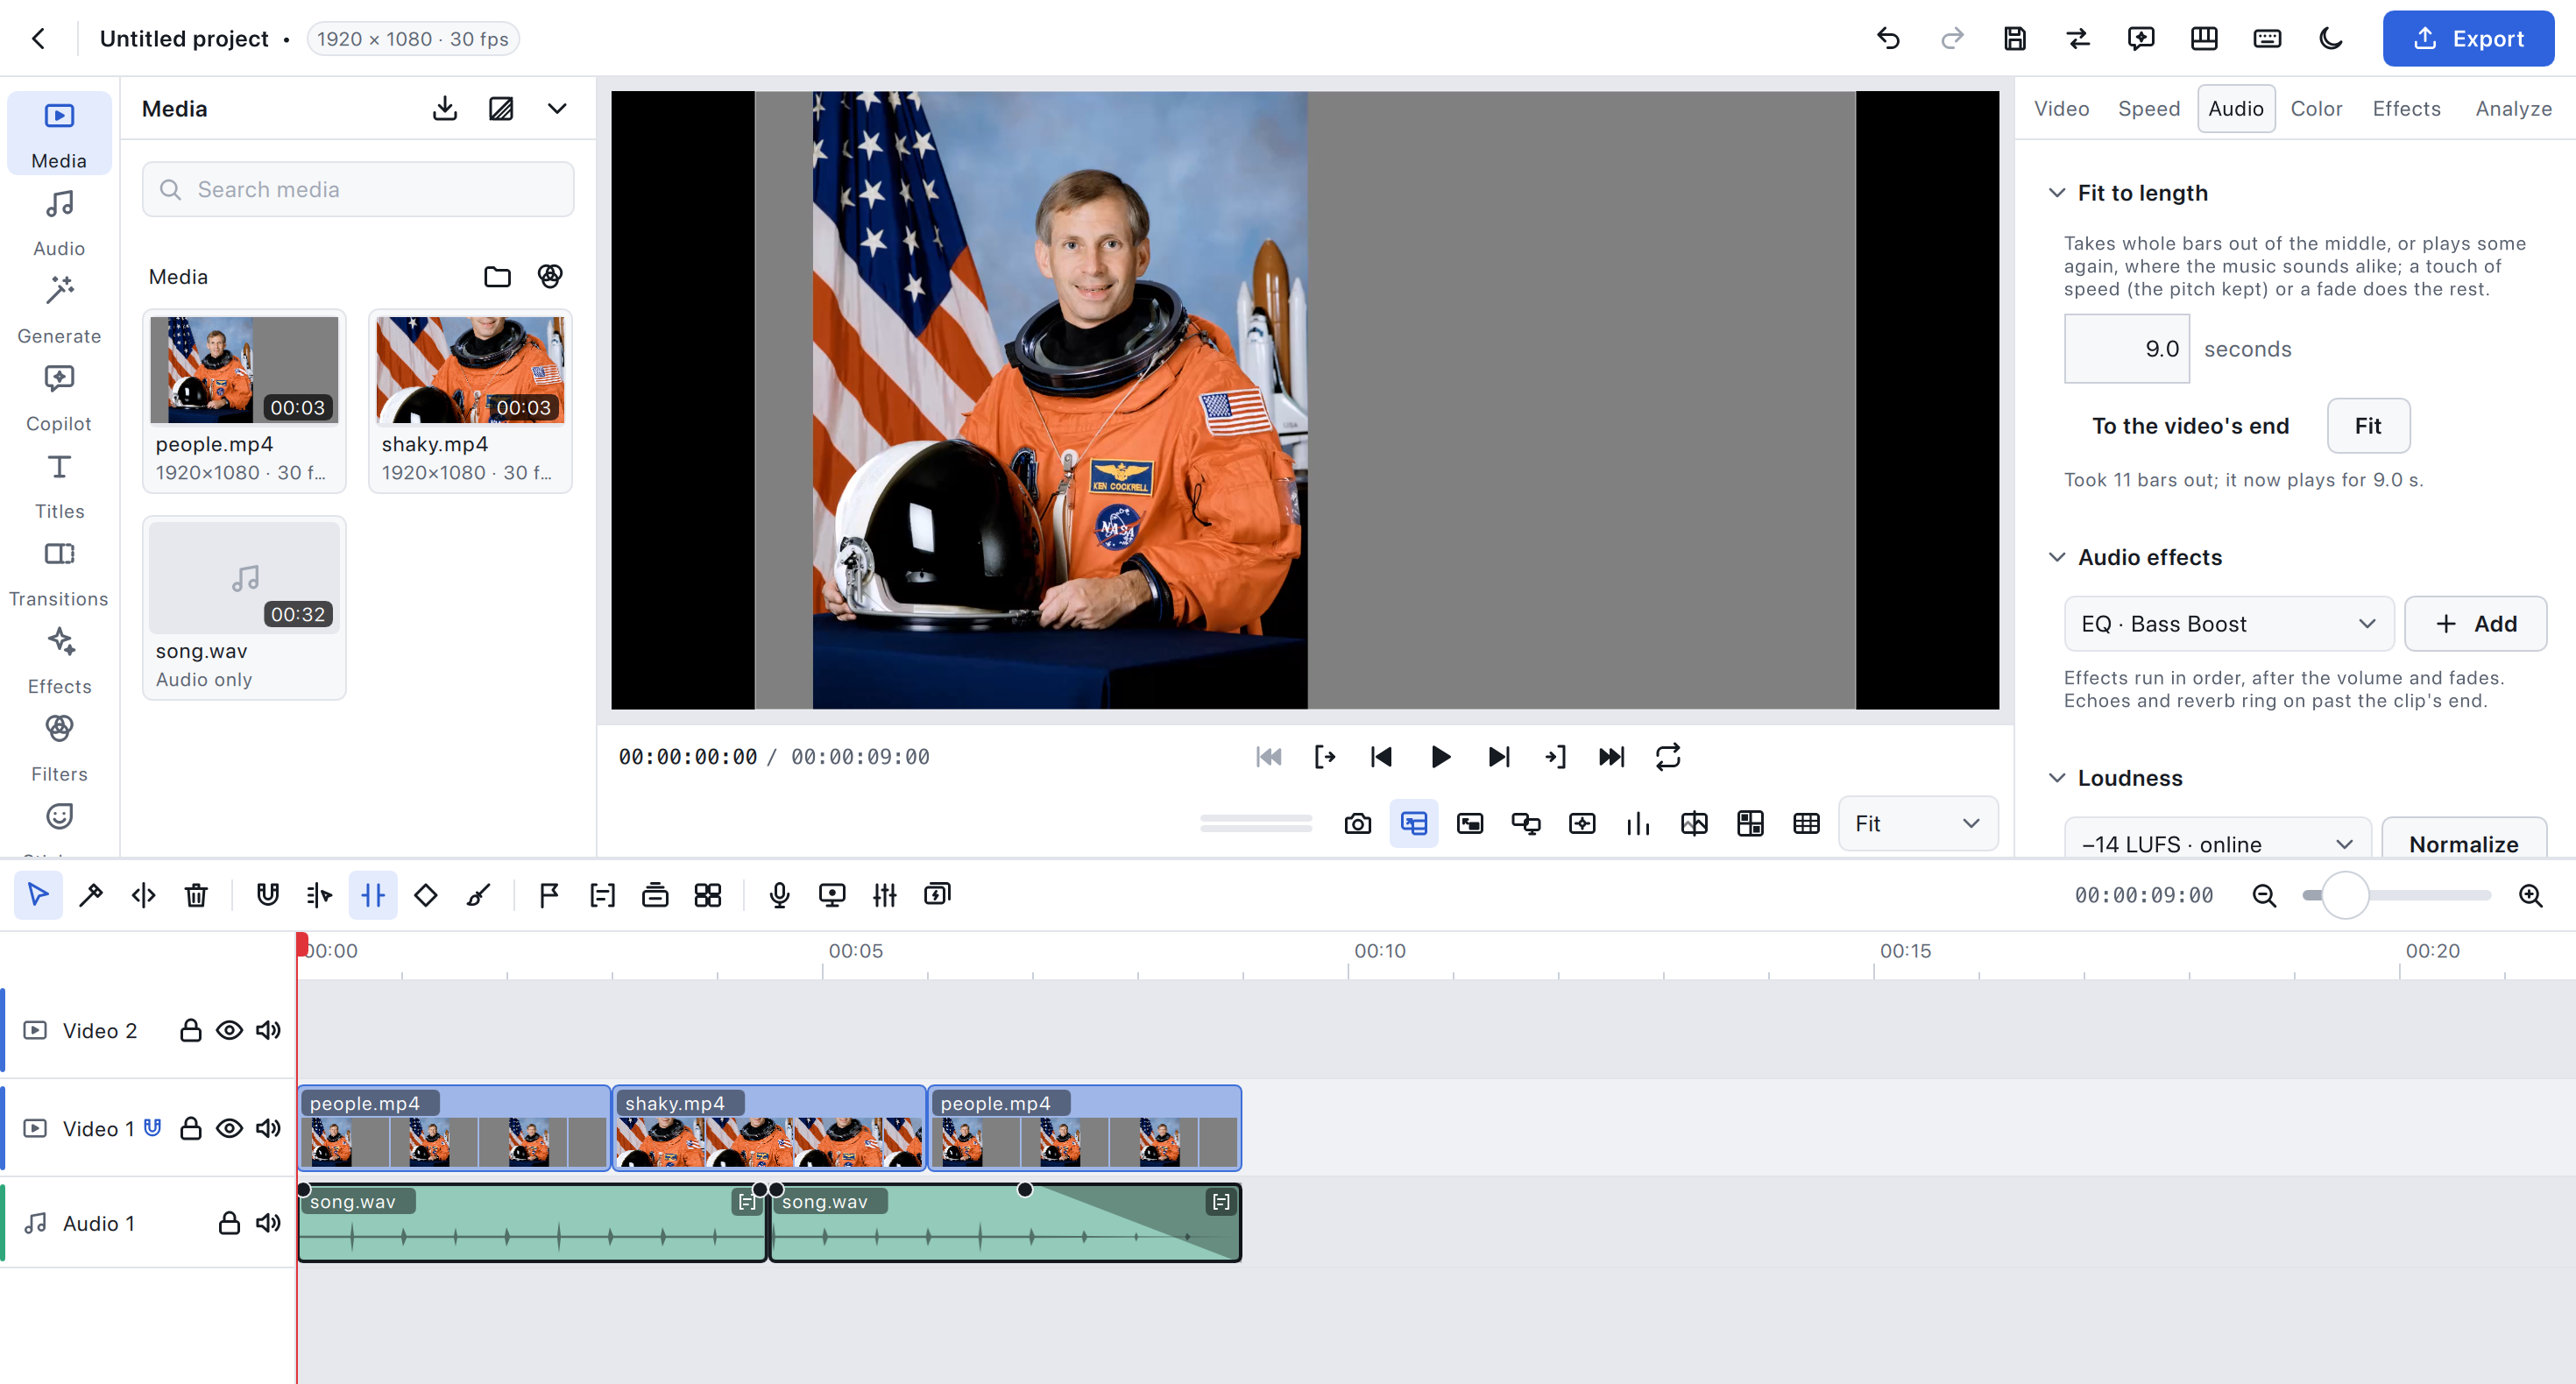 Untitled project •
1920 × 1080 · 30 fps
Export
Media
Audio
Generate
Copilot
Titles
Transitions
Effects
Filters
Media
Search media
Media
00:03
people.mp4
1920×1080 · 30 f…
00:03
shaky.mp4
1920×1080 · 30 f…
00:32
song.wav
Audio only
USA
KEN COCKRELL
NASA
00:00:00:00 / 00:00:09:00
Fit
Video
Speed
Audio
Color
Effects
Analyze
Fit to length
Takes whole bars out of the middle, or plays some
again, where the music sounds alike; a touch of
speed (the pitch kept) or a fade does the rest.
9.0 seconds
To the video's end
Fit
Took 11 bars out; it now plays for 9.0 s.
Audio effects
EQ · Bass Boost
Add
Effects run in order, after the volume and fades.
Echoes and reverb ring on past the clip's end.
Loudness
−14 LUFS · online
Normalize
00:00:09:00
00:00
00:05
00:10
00:15
00:20
Video 2
Video 1
people.mp4
shaky.mp4
people.mp4
Audio 1
song.wav
song.wav